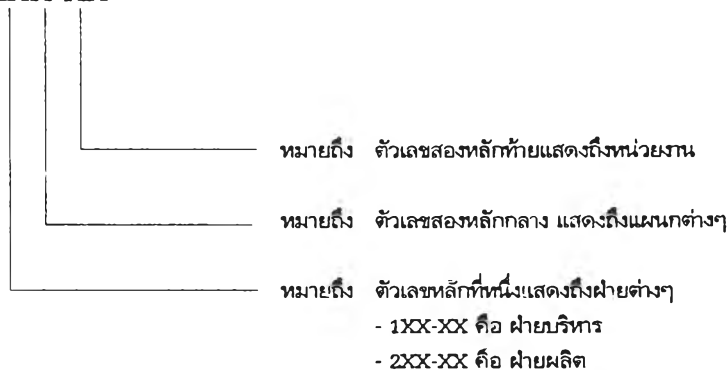 หมายถึง ตัวเลขสองหลักท้ายแสดงถึงหน่วยงาน
หมายถึง ตัวเลขสองหลักกลาง แสดงถึงแผนกต่างๆ
หมายถึง ตัวเลขหลักที่หนึ่งแสดงถึงฝ่ายต่างๆ
- 1XX-XX คือ ฝ่ายบริหาร
- 2XX-XX คือ ฝ่ายผลิต